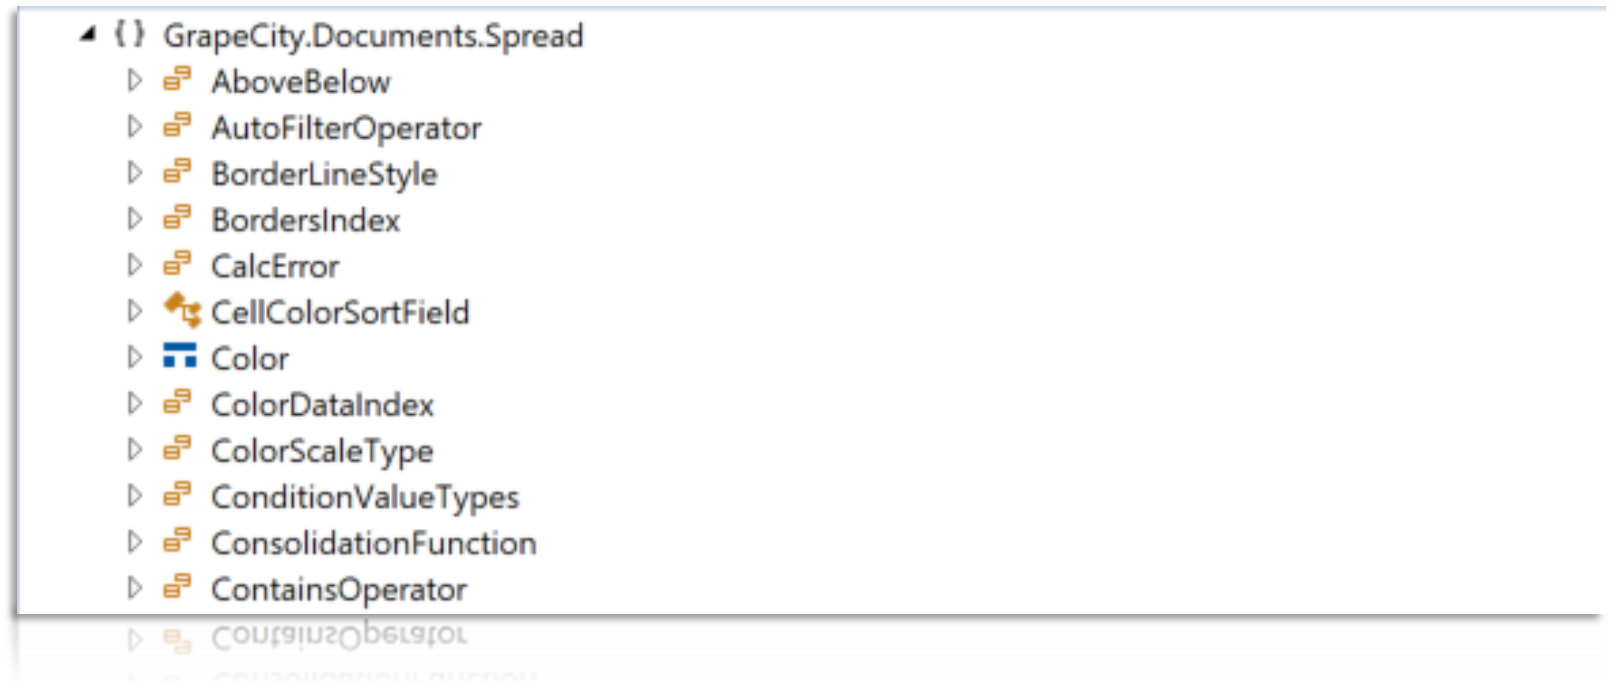 { } GrapeCity.Documents.Spread
AboveBelow
AutoFilterOperator
BorderLineStyle
BordersIndex
CalcError
CellColorSortField
Color
ColorDataIndex
ColorScaleType
ConditionValueTypes
ConsolidationFunction
ContainsOperator